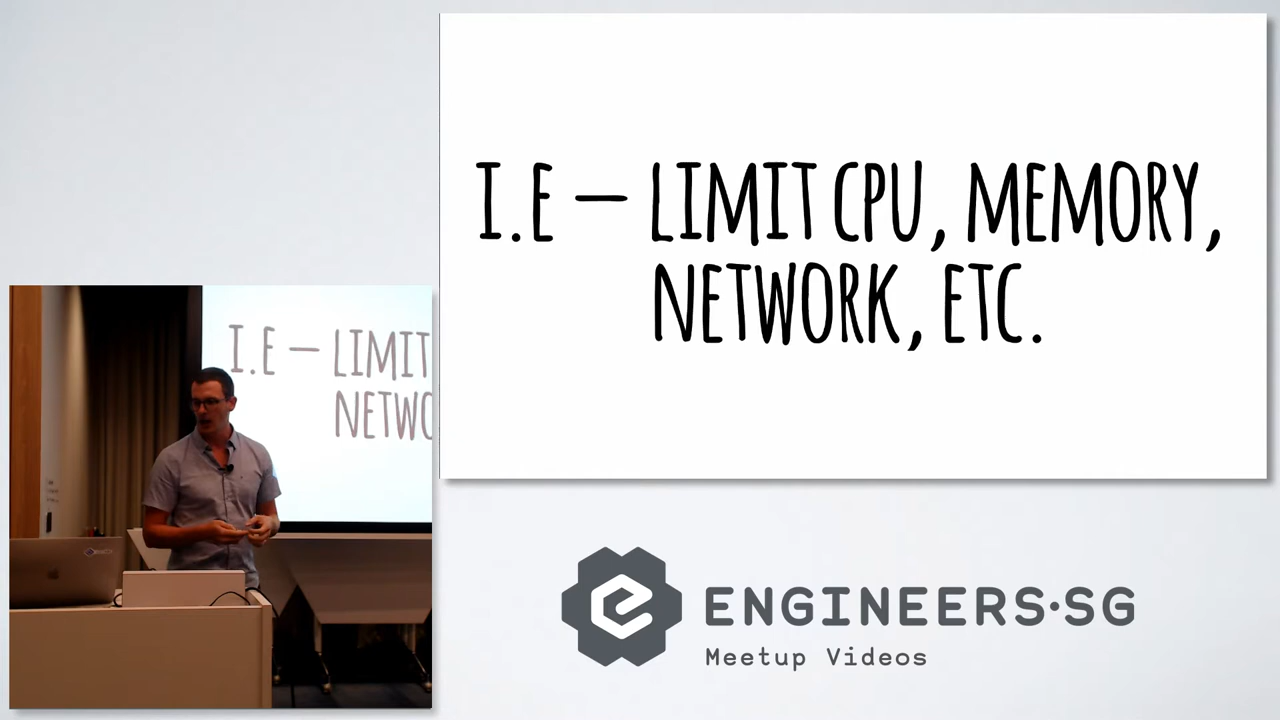 I.E – LIMIT CPU, MEMORY,
NETWORK, ETC.
I.E – LIMIT
NETWO
ENGINEERS•SG
Meetup Videos